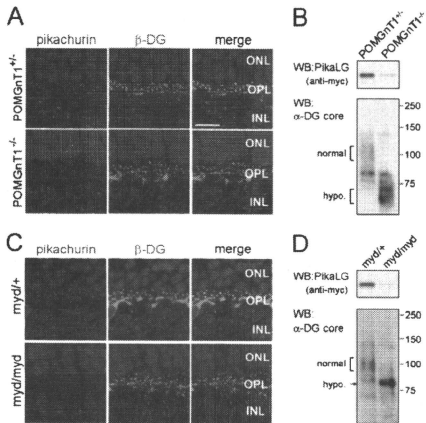 A
pikachurin β-DG merge
POMGnT1+/-
ONL
OPL
INL
POMGnT1-/-
ONL
OPL
INL
B
POMGnT1+/-
POMGnT1-/-
WB:PikaLG
(anti-myc)
WB:
α-DG core
250
150
normal
100
75
hypo.
C
pikachurin β-DG merge
myd/+
ONL
OPL
INL
myd/myd
ONL
OPL
INL
D
myd/+
myd/myd
WB:PikaLG
(anti-myc)
WB:
α-DG core
250
150
normal
100
hypo.
75